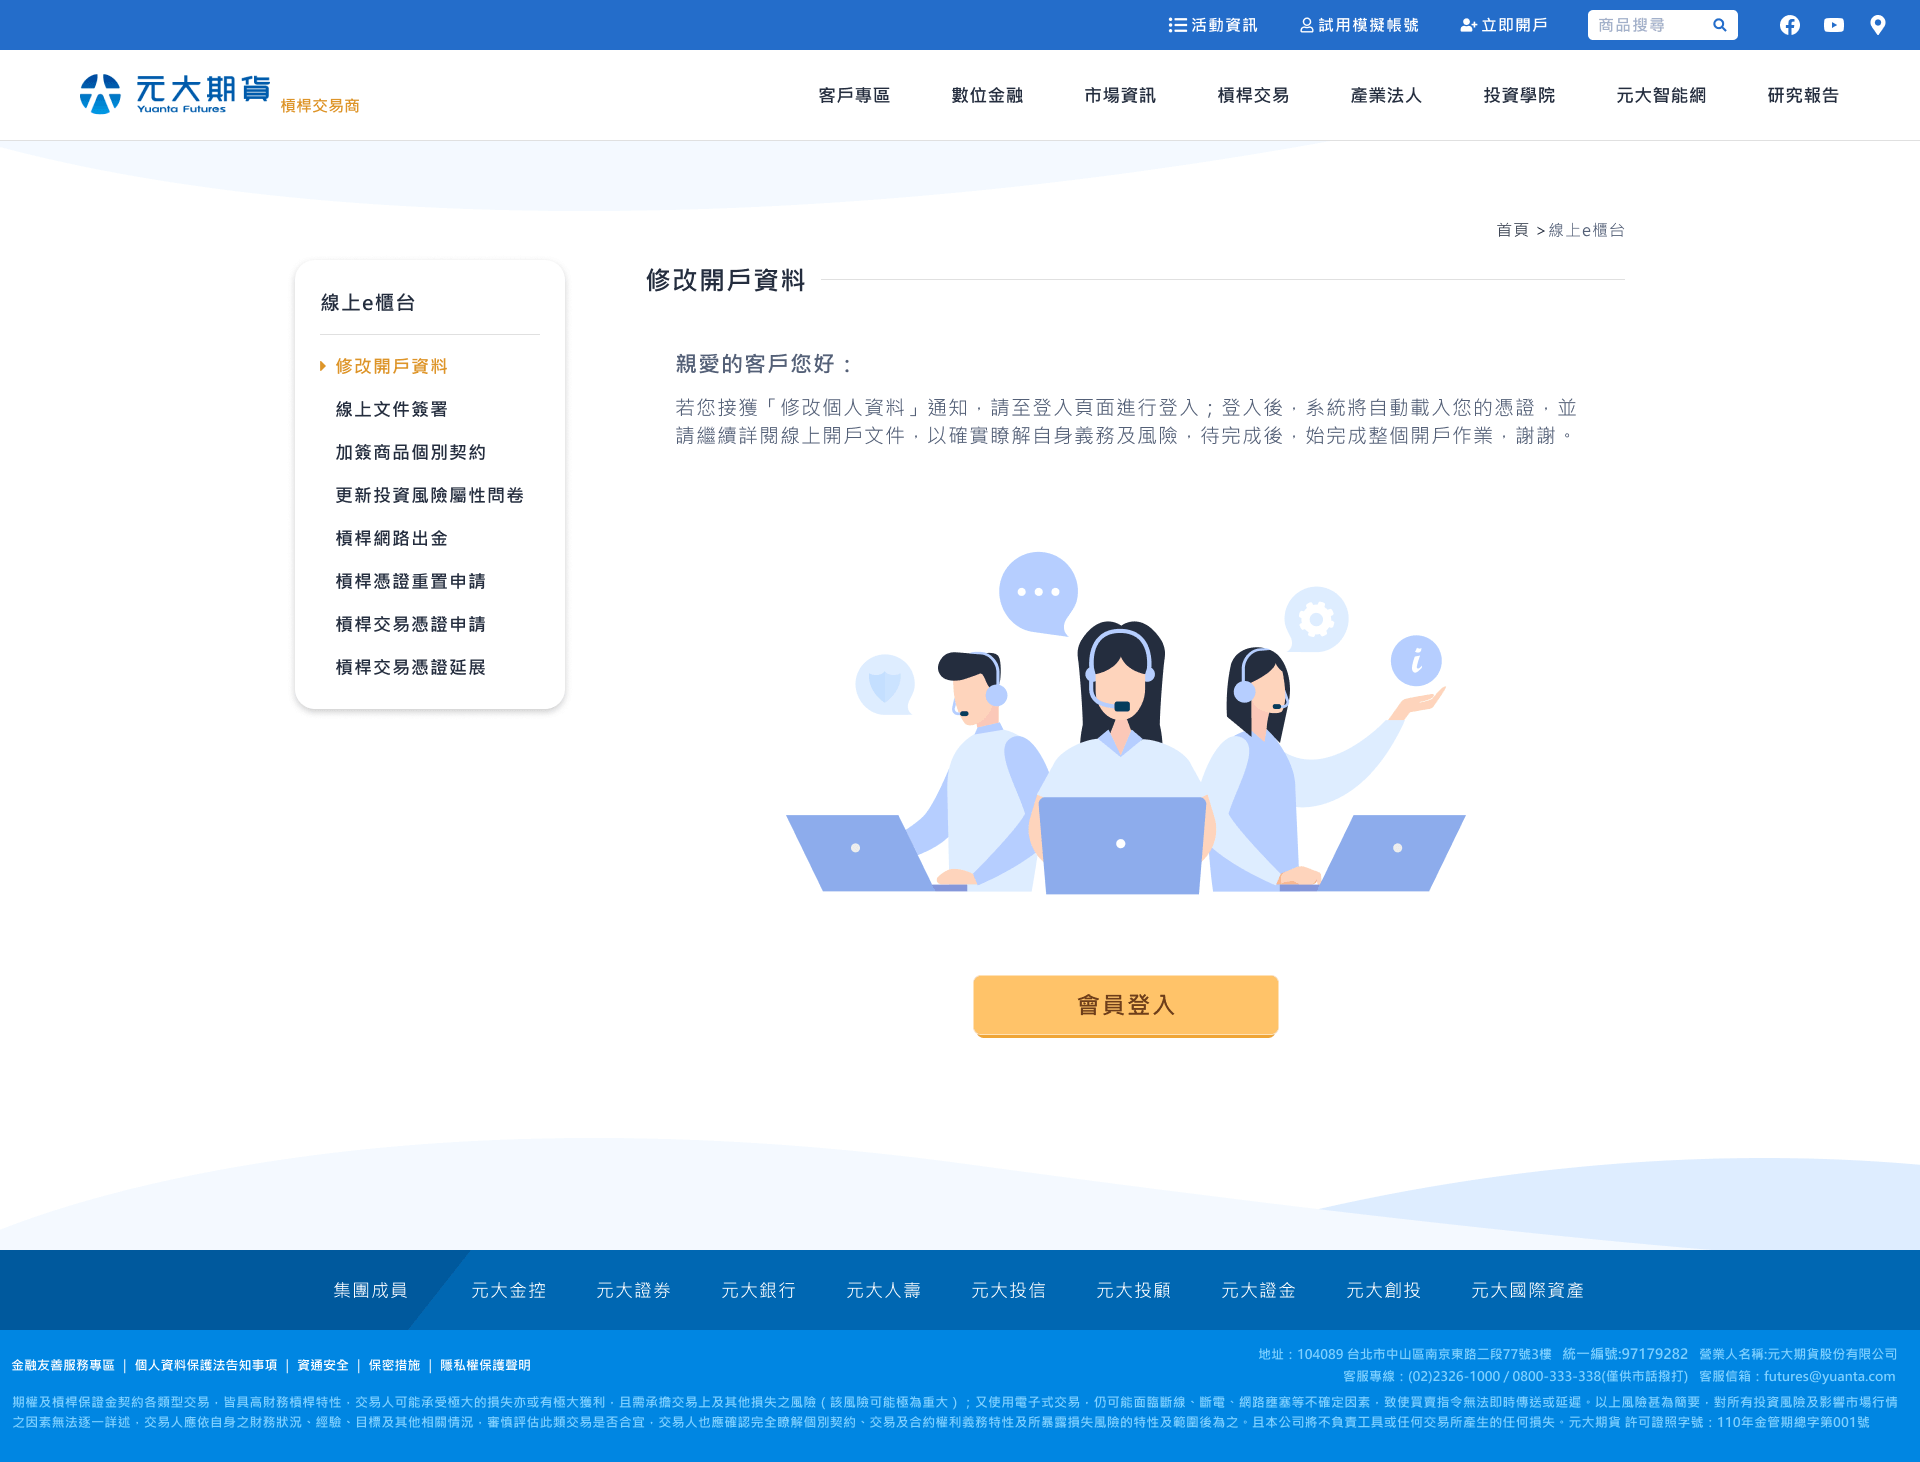 活動資訊
試用模擬帳號
立即開戶
商品搜尋
元大期貨
Yuanta Futures
槓桿交易商
客戶專區
數位金融
市場資訊
槓桿交易
產業法人
投資學院
元大智能網
研究報告
首頁 >線上e櫃台
線上e櫃台
修改開戶資料
線上文件簽署
加簽商品個別契約
更新投資風險屬性問卷
槓桿網路出金
槓桿憑證重置申請
槓桿交易憑證申請
槓桿交易憑證延展
修改開戶資料
親愛的客戶您好：
若您接獲「修改個人資料」通知，請至登入頁面進行登入；登入後，系統將自動載入您的憑證，並
請繼續詳閱線上開戶文件，以確實瞭解自身義務及風險，待完成後，始完成整個開戶作業，謝謝。
i
會員登入
集團成員
元大金控
元大證券
元大銀行
元大人壽
元大投信
元大投顧
元大證金
元大創投
元大國際資產
金融友善服務專區 | 個人資料保護法告知事項 | 資通安全 | 保密措施 | 隱私權保護聲明
地址：104089 台北市中山區南京東路二段77號3樓 統一編號:97179282 營業人名稱:元大期貨股份有限公司
客服專線：(02)2326-1000 / 0800-333-338(僅供市話撥打) 客服信箱：futures@yuanta.com
期權及槓桿保證金契約各類型交易，皆具高財務槓桿特性，交易人可能承受極大的損失亦或有極大獲利，且需承擔交易上及其他損失之風險（該風險可能極為重大）；又使用電子式交易，仍可能面臨斷線、斷電、網路壅塞等不確定因素，致使買賣指令無法即時傳送或延遲。以上風險甚為簡要，對所有投資風險及影響市場行情
之因素無法逐一詳述，交易人應依自身之財務狀況、經驗、目標及其他相關情況，審慎評估此類交易是否合宜，交易人也應確認完全瞭解個別契約、交易及合約權利義務特性及所暴露損失風險的特性及範圍後為之。且本公司將不負責工具或任何交易所產生的任何損失。元大期貨 許可證照字號：110年金管期總字第001號